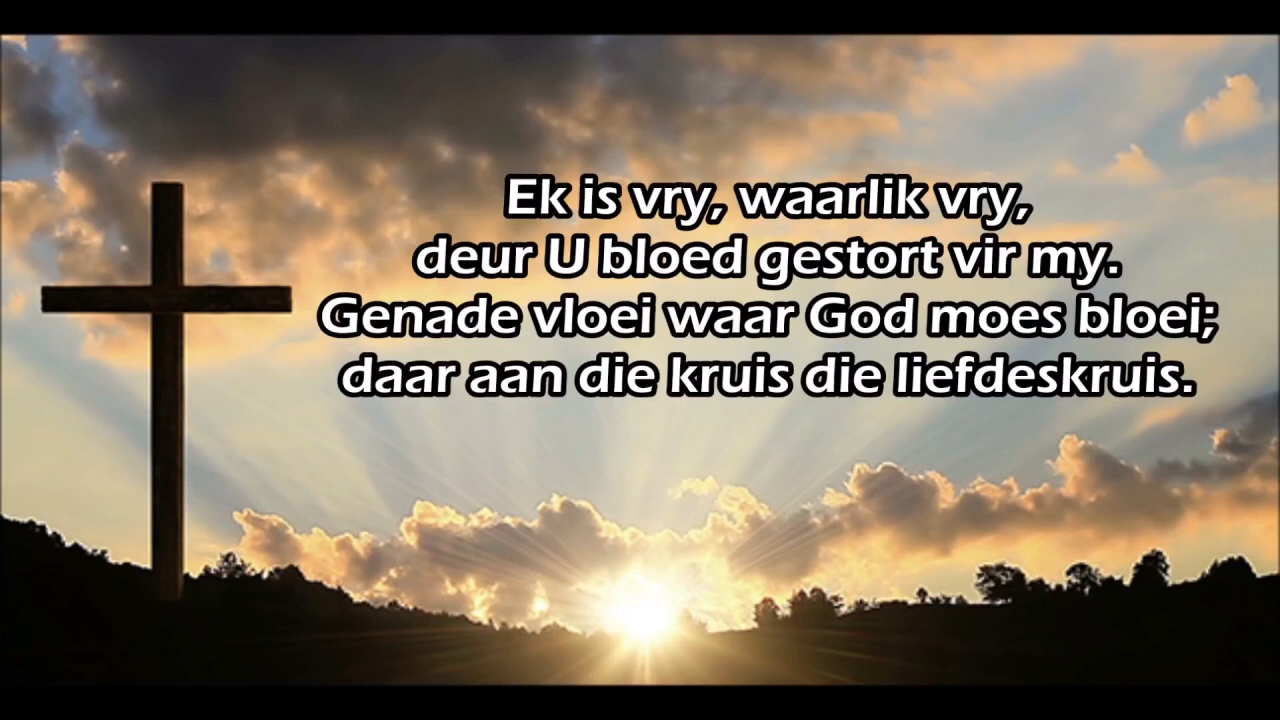 Ek is vry, waarlik vry,
deur U bloed gestort vir my.
Genade vloei waar God moes bloei;
daar aan die kruis die liefdeskruis.